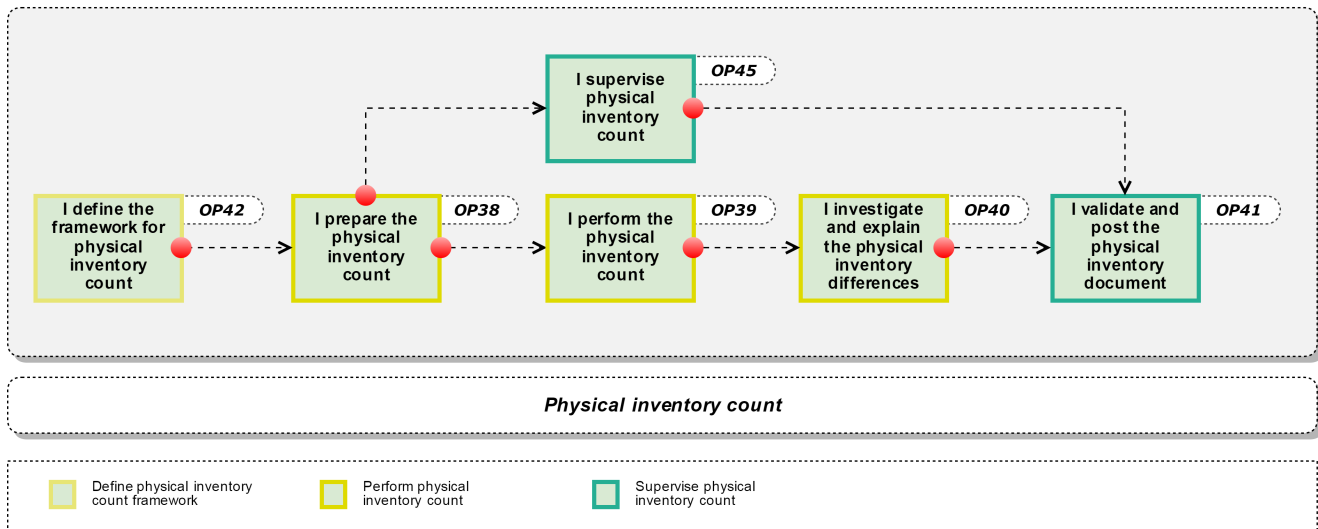 I supervise
physical
inventory
count
OP45
I define the
framework for
physical
inventory
count
OP42
I prepare the
physical
inventory
count
OP38
I perform the
physical
inventory
count
OP39
I investigate
and explain
the physical
inventory
differences
OP40
I validate and
post the
physical
inventory
document
OP41
Physical inventory count
Define physical inventory
count framework
Perform physical
inventory count
Supervise physical
inventory count